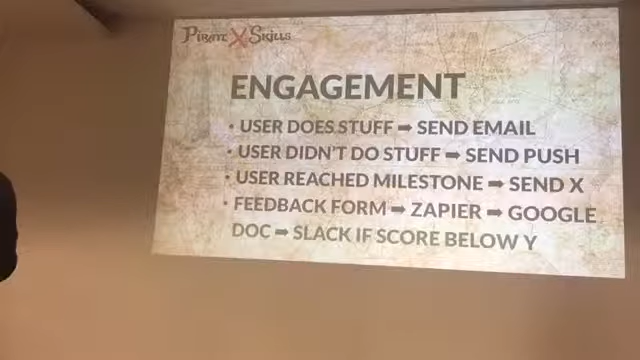 PIRATE X SKILLS
ENGAGEMENT
• USER DOES STUFF ➡ SEND EMAIL
• USER DIDN'T DO STUFF ➡ SEND PUSH
• USER REACHED MILESTONE ➡ SEND X
• FEEDBACK FORM ➡ ZAPIER ➡ GOOGLE
DOC ➡ SLACK IF SCORE BELOW Y